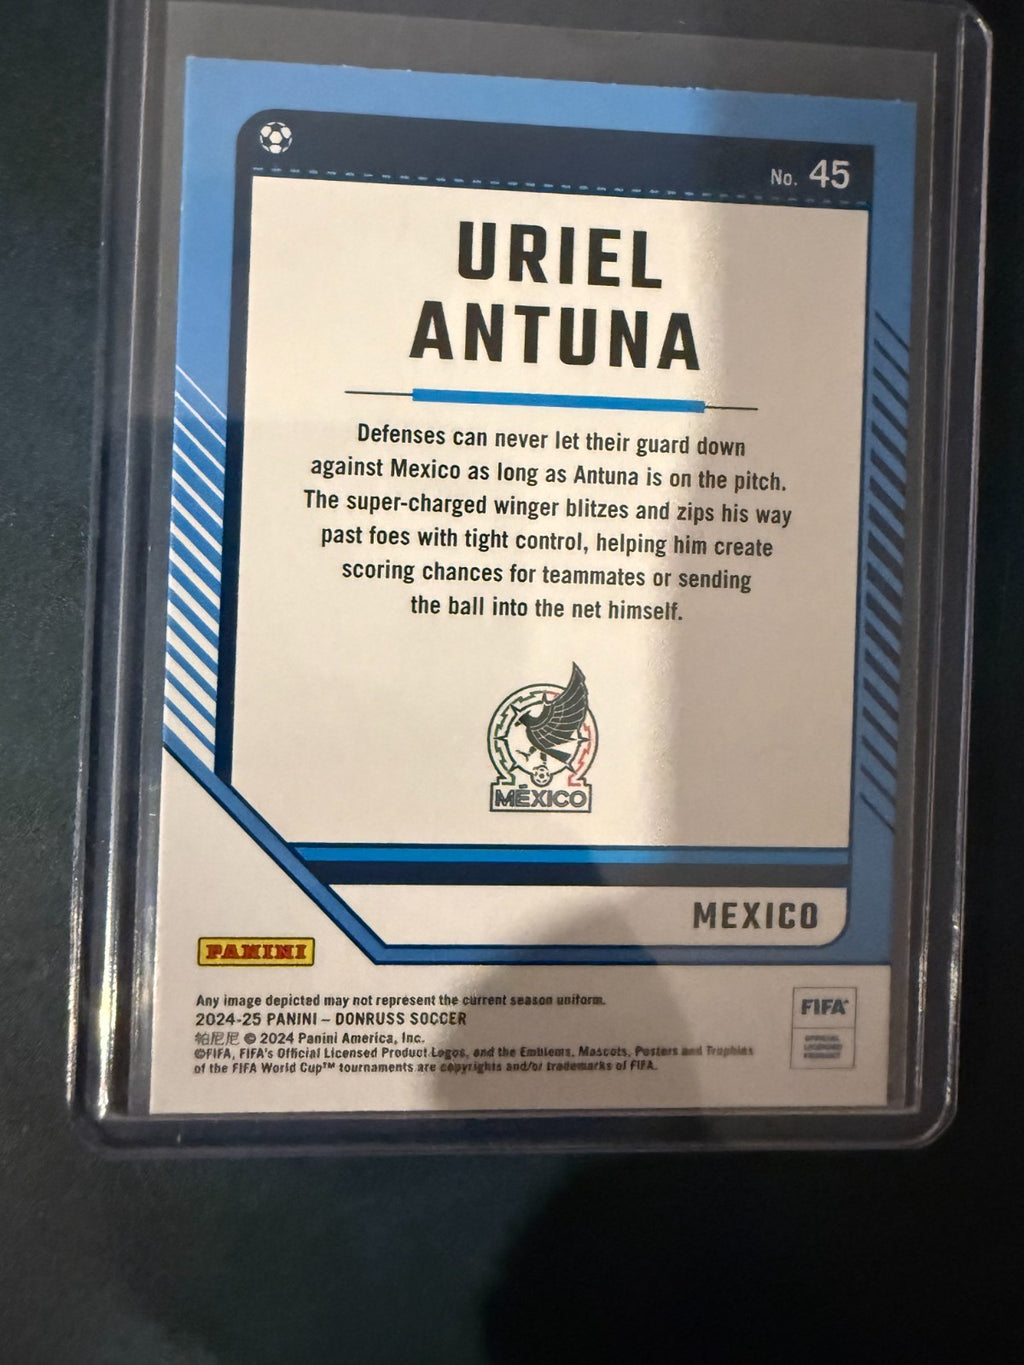 No. 45
URIEL
ANTUNA
Defenses can never let their guard down
against Mexico as long as Antuna is on the pitch.
The super-charged winger blitzes and zips his way
past foes with tight control, helping him create
scoring chances for teammates or sending
the ball into the net himself.
MÉXICO
MEXICO
PANINI
Any image depicted may not represent the current season uniform.
2024-25 PANINI – DONRUSS SOCCER
帕尼尼 © 2024 Panini America, Inc.
©FIFA, FIFA's Official Licensed Product Logos, and the Emblems, Mascots, Posters and Trophies
of the FIFA World Cup™ tournaments are copyrights and/or trademarks of FIFA.
FIFA
OFFICIAL
LICENSED
PRODUCT